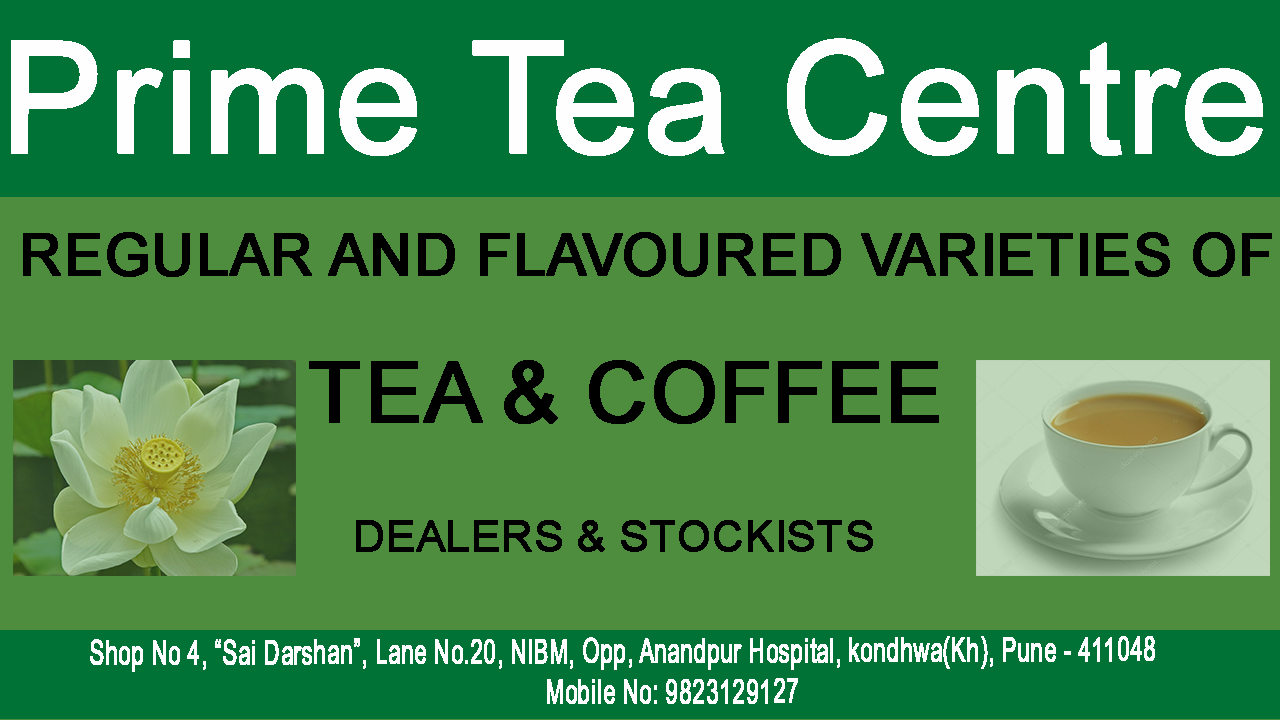 Prime Tea Centre
REGULAR AND FLAVOURED VARIETIES OF
TEA & COFFEE
DEALERS & STOCKISTS
Shop No 4, “Sai Darshan”, Lane No.20, NIBM, Opp, Anandpur Hospital, kondhwa(Kh), Pune - 411048
Mobile No: 9823129127